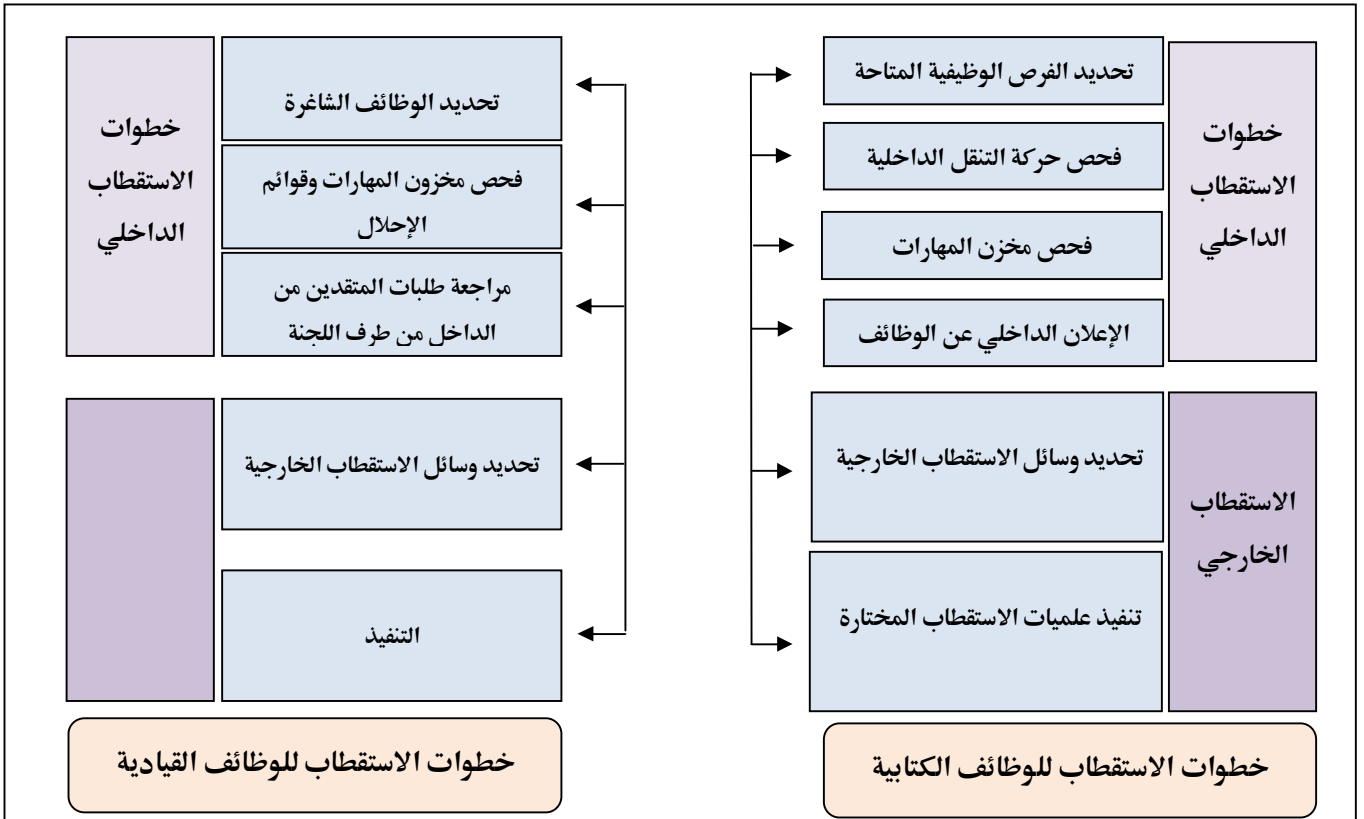 خطوات
الاستقطاب
الداخلي
تحديد الفرص الوظيفية المتاحة
فحص حركة التنقل الداخلية
فحص مخزن المهارات
الإعلان الداخلي عن الوظائف
الاستقطاب
الخارجي
تحديد وسائل الاستقطاب الخارجية
تنفيذ علميات الاستقطاب المختارة
خطوات الاستقطاب للوظائف الكتابية
تحديد الوظائف الشاغرة
فحص مخزون المهارات وقوائم
الإحلال
مراجعة طلبات المتقدين من
الداخل من طرف اللجنة
خطوات
الاستقطاب
الداخلي
تحديد وسائل الاستقطاب الخارجية
التنفيذ
خطوات الاستقطاب للوظائف القيادية